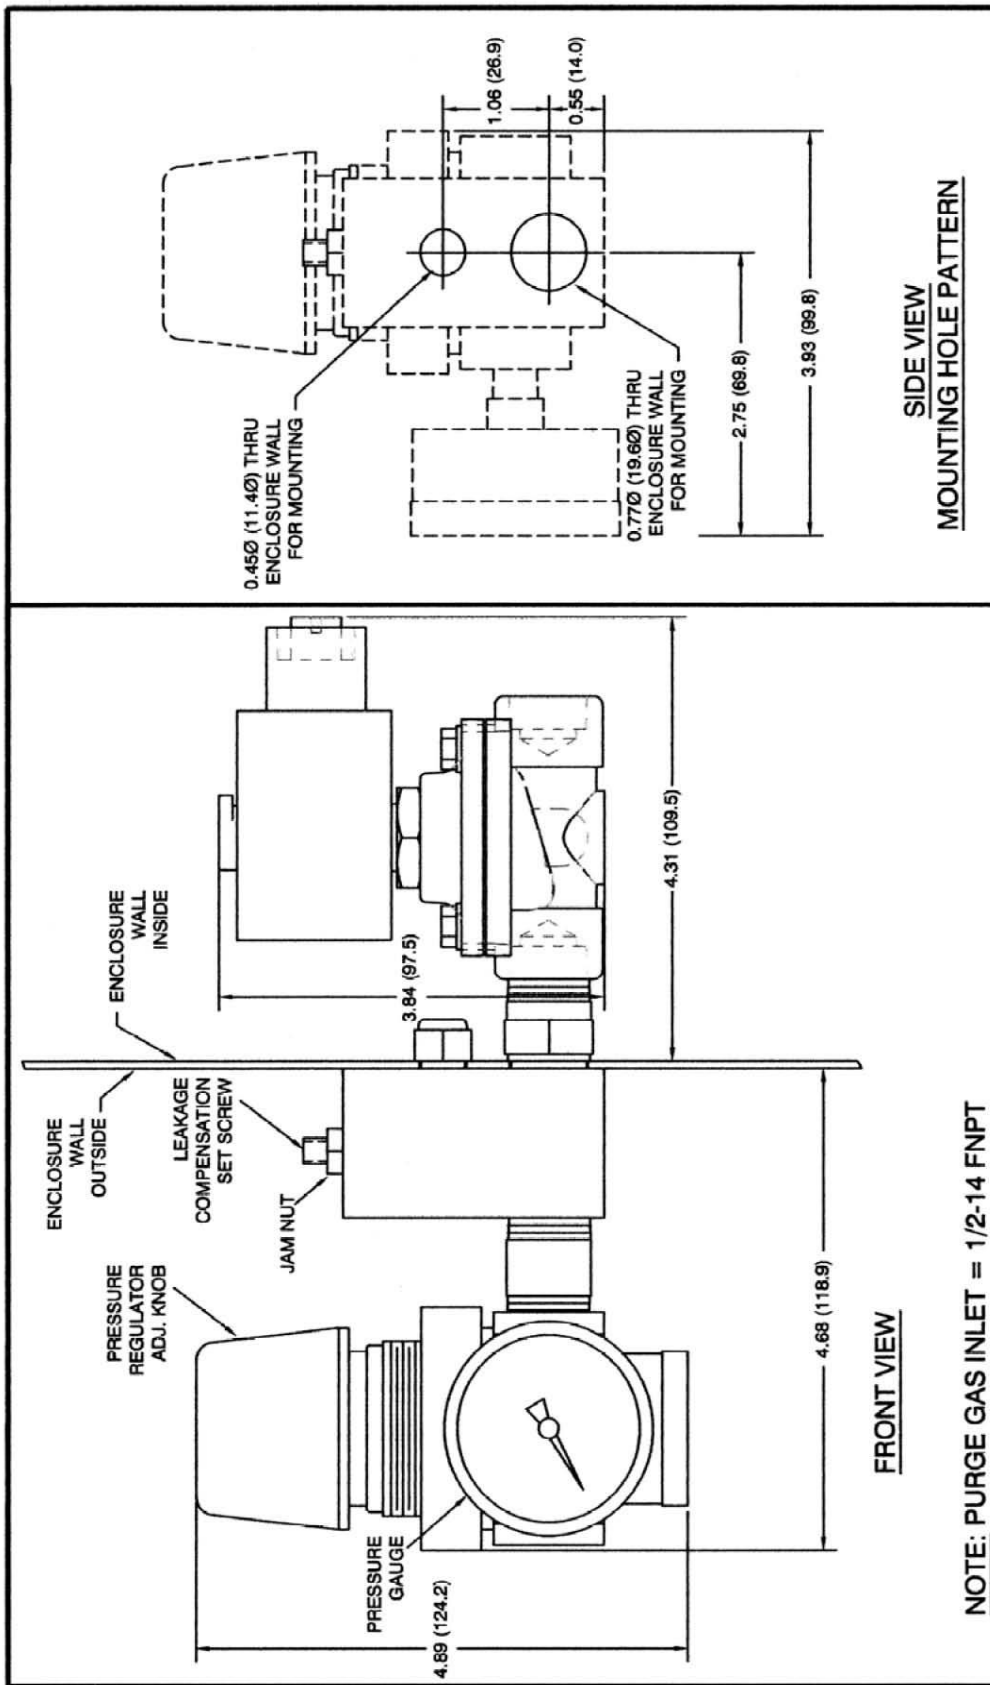 ENCLOSURE
WALL
OUTSIDE
ENCLOSURE
WALL
INSIDE
PRESSURE
REGULATOR
ADJ. KNOB
LEAKAGE
COMPENSATION
SET SCREW
JAM NUT
PRESSURE
GAUGE
4.89 (124.2)
3.84 (97.5)
4.68 (118.9)
4.31 (109.5)
FRONT VIEW
NOTE: PURGE GAS INLET = 1/2-14 FNPT
0.45Ø (11.4Ø) THRU
ENCLOSURE WALL
FOR MOUNTING
0.77Ø (19.6Ø) THRU
ENCLOSURE WALL
FOR MOUNTING
1.06 (26.9)
0.55 (14.0)
2.75 (69.8)
3.93 (99.8)
SIDE VIEW
MOUNTING HOLE PATTERN